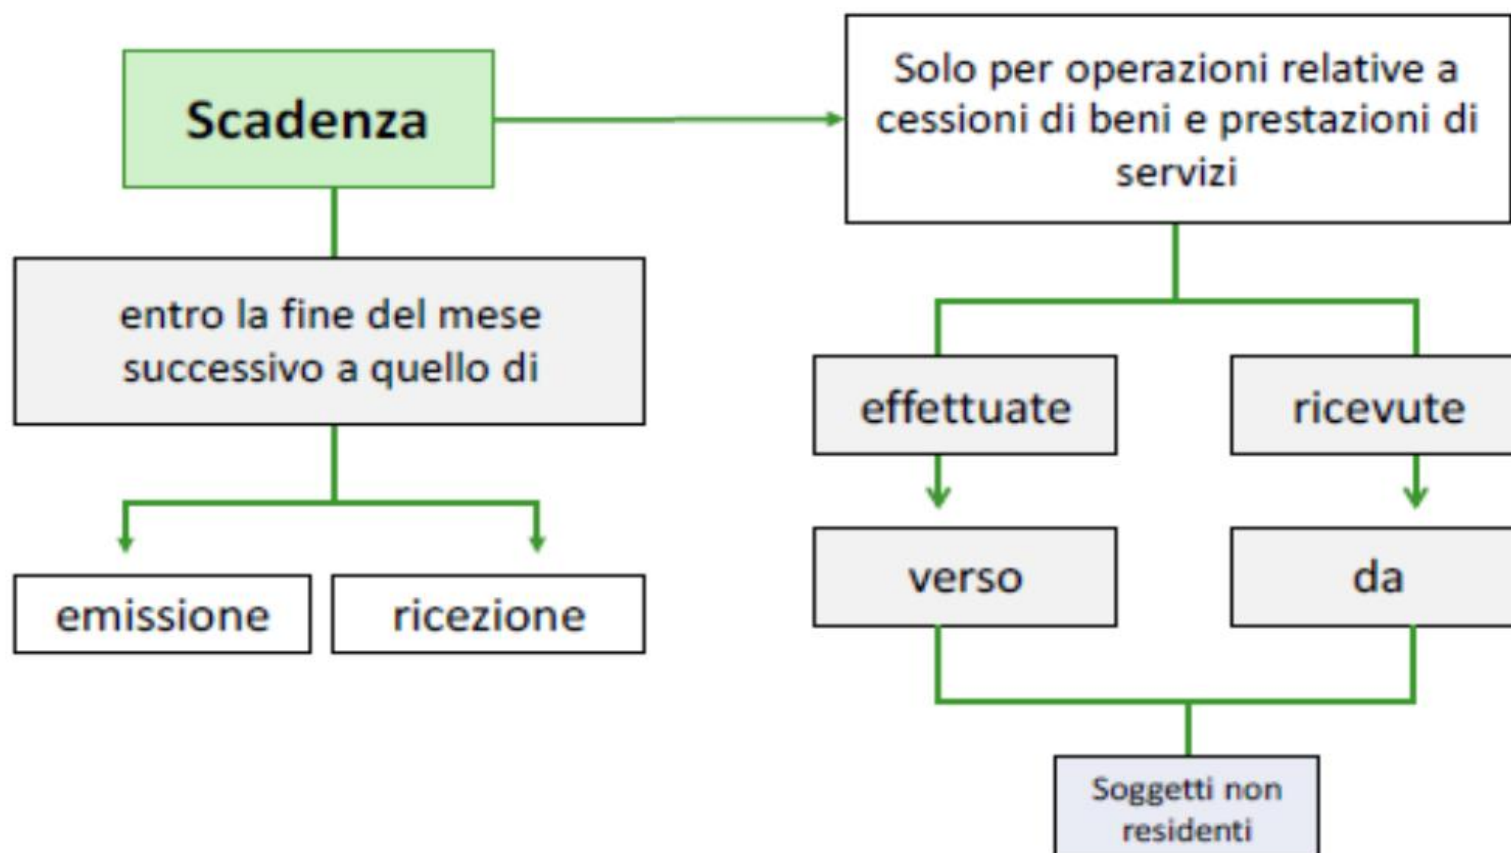 Scadenza
entro la fine del mese
successivo a quello di
emissione
ricezione
Solo per operazioni relative a
cessioni di beni e prestazioni di
servizi
effettuate
ricevute
verso
da
Soggetti non
residenti